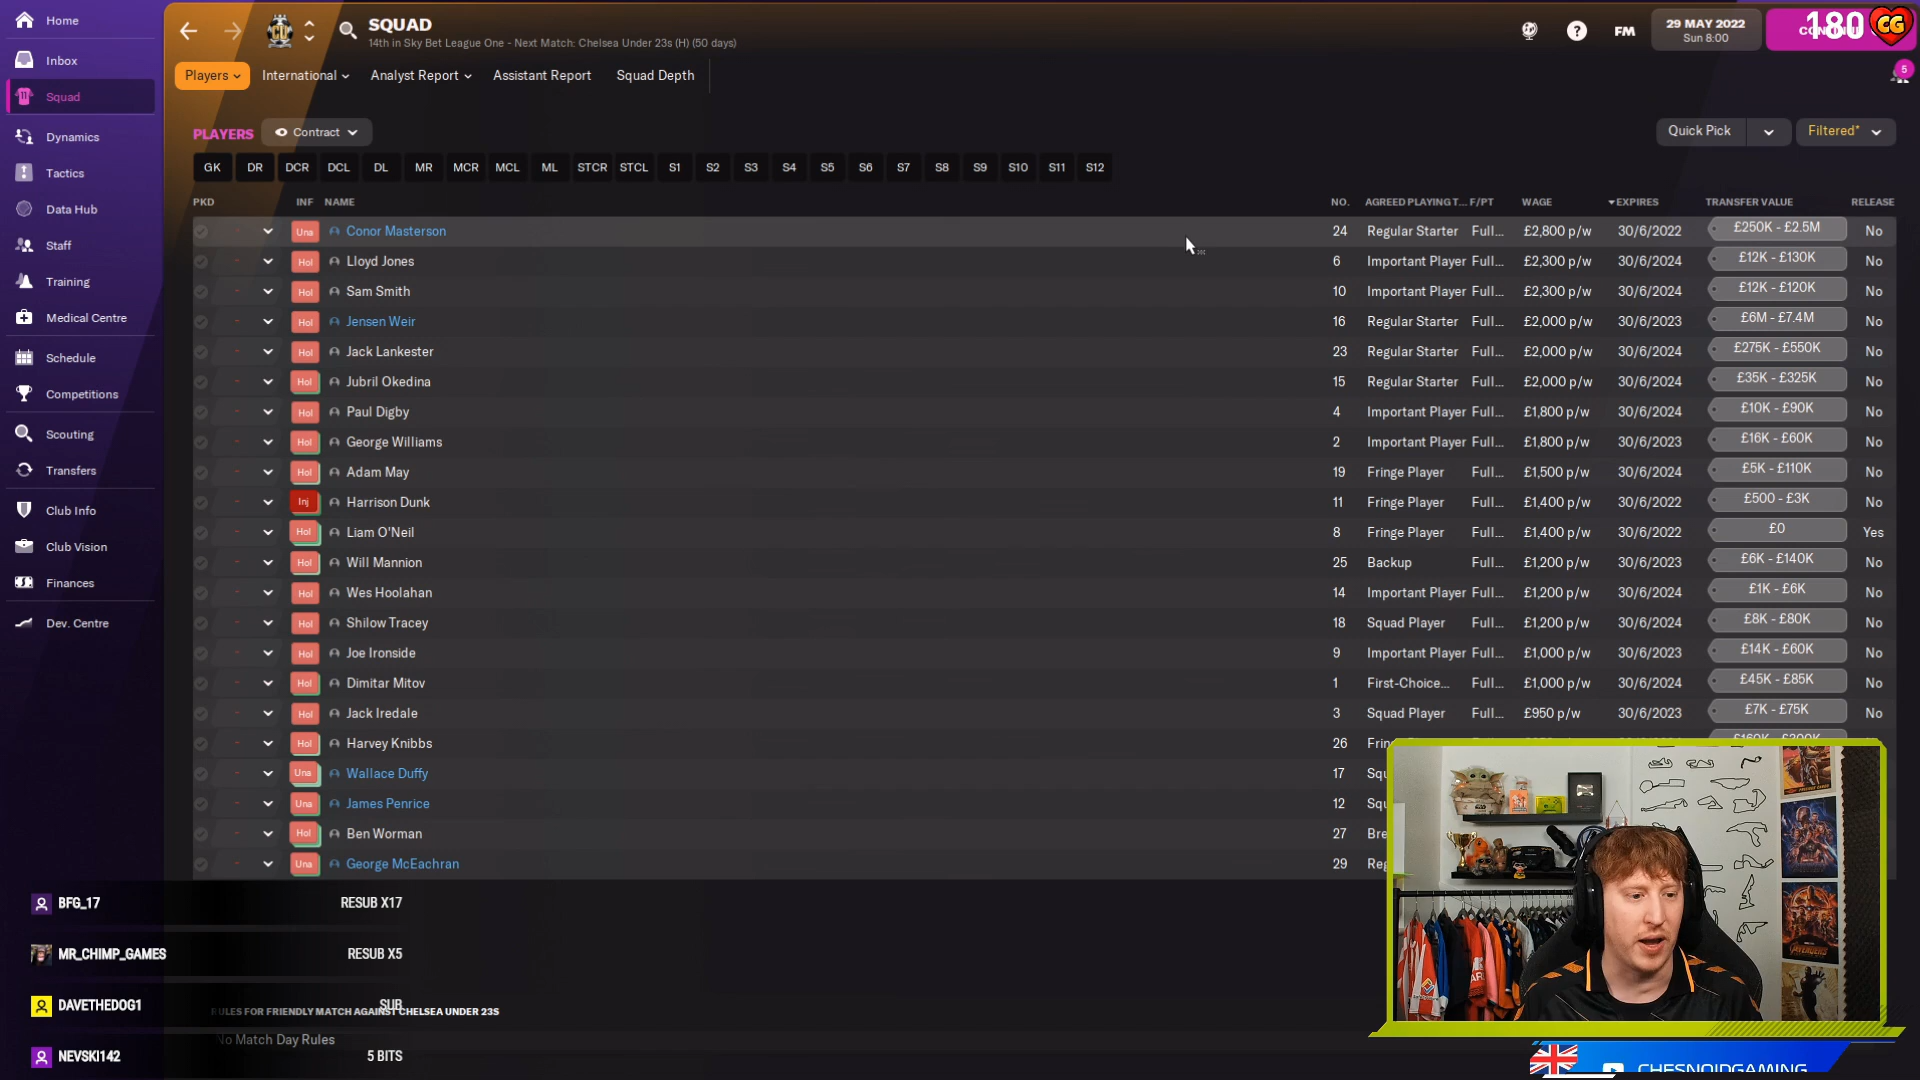 Home
Inbox
Squad
Dynamics
Tactics
Data Hub
Staff
Training
Medical Centre
Schedule
Competitions
Scouting
Transfers
Club Info
Club Vision
Finances
Dev. Centre
SQUAD
14th in Sky Bet League One - Next Match: Chelsea Under 23s (H) (50 days)
FM
29 MAY 2022
Sun 8:00
180
CG
5
Players
International
Analyst Report
Assistant Report
Squad Depth
PLAYERS
Contract
Quick Pick
Filtered*
GK DR DCR DCL DL MR MCR MCL ML STCR STCL S1 S2 S3 S4 S5 S6 S7 S8 S9 S10 S11 S12
PKD INF NAME NO. AGREED PLAYING T... F/PT WAGE EXPIRES TRANSFER VALUE RELEASE
Una Conor Masterson 24 Regular Starter Full... £2,800 p/w 30/6/2022 £250K - £2.5M No
Hol Lloyd Jones 6 Important Player Full... £2,300 p/w 30/6/2024 £12K - £130K No
Hol Sam Smith 10 Important Player Full... £2,300 p/w 30/6/2024 £12K - £120K No
Hol Jensen Weir 16 Regular Starter Full... £2,000 p/w 30/6/2023 £6M - £7.4M No
Hol Jack Lankester 23 Regular Starter Full... £2,000 p/w 30/6/2024 £275K - £550K No
Hol Jubril Okedina 15 Regular Starter Full... £2,000 p/w 30/6/2024 £35K - £325K No
Hol Paul Digby 4 Important Player Full... £1,800 p/w 30/6/2024 £10K - £90K No
Hol George Williams 2 Important Player Full... £1,800 p/w 30/6/2023 £16K - £60K No
Hol Adam May 19 Fringe Player Full... £1,500 p/w 30/6/2024 £5K - £110K No
Inj Harrison Dunk 11 Fringe Player Full... £1,400 p/w 30/6/2022 £500 - £3K No
Hol Liam O'Neil 8 Fringe Player Full... £1,400 p/w 30/6/2022 £0 Yes
Hol Will Mannion 25 Backup Full... £1,200 p/w 30/6/2023 £6K - £140K No
Hol Wes Hoolahan 14 Important Player Full... £1,200 p/w 30/6/2024 £1K - £6K No
Hol Shilow Tracey 18 Squad Player Full... £1,200 p/w 30/6/2024 £8K - £80K No
Hol Joe Ironside 9 Important Player Full... £1,000 p/w 30/6/2023 £14K - £60K No
Hol Dimitar Mitov 1 First-Choice... Full... £1,000 p/w 30/6/2024 £45K - £85K No
Hol Jack Iredale 3 Squad Player Full... £950 p/w 30/6/2023 £7K - £75K No
Hol Harvey Knibbs 26
Una Wallace Duffy 17
Una James Penrice 12
Hol Ben Worman 27
Una George McEachran 29
BFG_17 RESUB X17
MR_CHIMP_GAMES RESUB X5
DAVETHEDOG1 SUB
RULES FOR FRIENDLY MATCH AGAINST CHELSEA UNDER 23S
No Match Day Rules
NEVSKI142 5 BITS
CHESNOIDGAMING